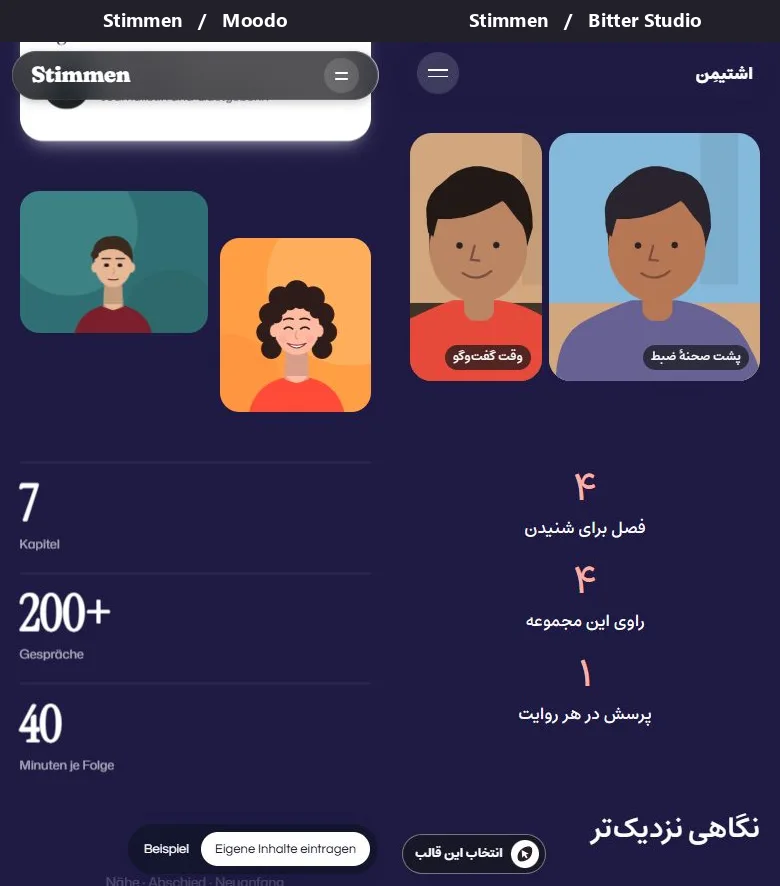 Stimmen / Moodo
Stimmen
7
Kapitel
200+
Gespräche
40
Minuten je Folge
Beispiel
Eigene Inhalte eintragen
Nähe · Abschied · Neuanfang
Stimmen / Bitter Studio
اشتیمِن
وقت گفت‌وگو
پشت صحنهٔ ضبط
۴
فصل برای شنیدن
۴
راوی این مجموعه
۱
پرسش در هر روایت
نگاهی نزدیک‌تر
انتخاب این قالب